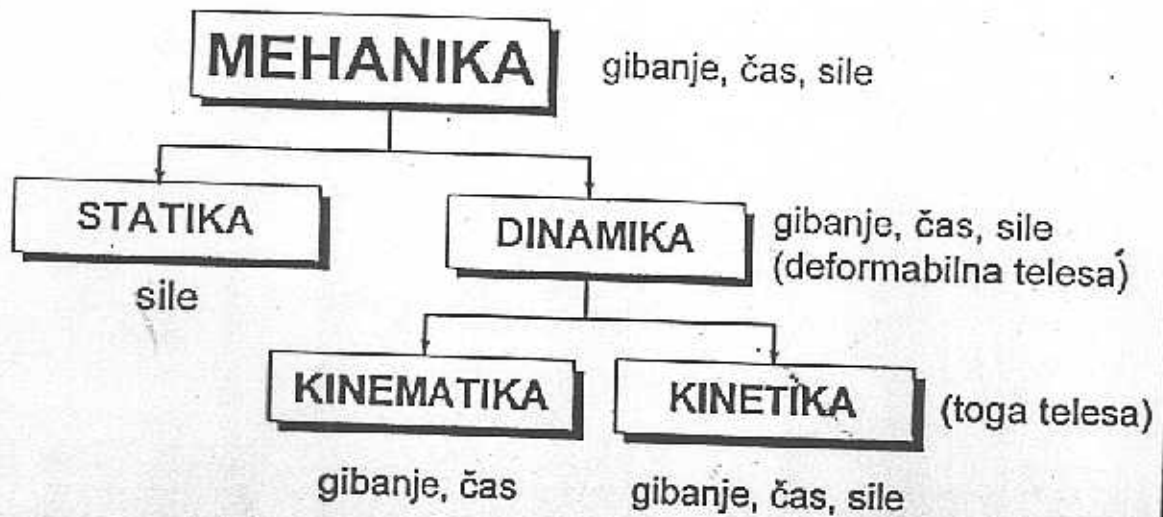 MEHANIKA
gibanje, čas, sile
STATIKA
sile
DINAMIKA
gibanje, čas, sile
(deformabilna telesa)
KINEMATIKA
gibanje, čas
KINETIKA
(toga telesa)
gibanje, čas, sile